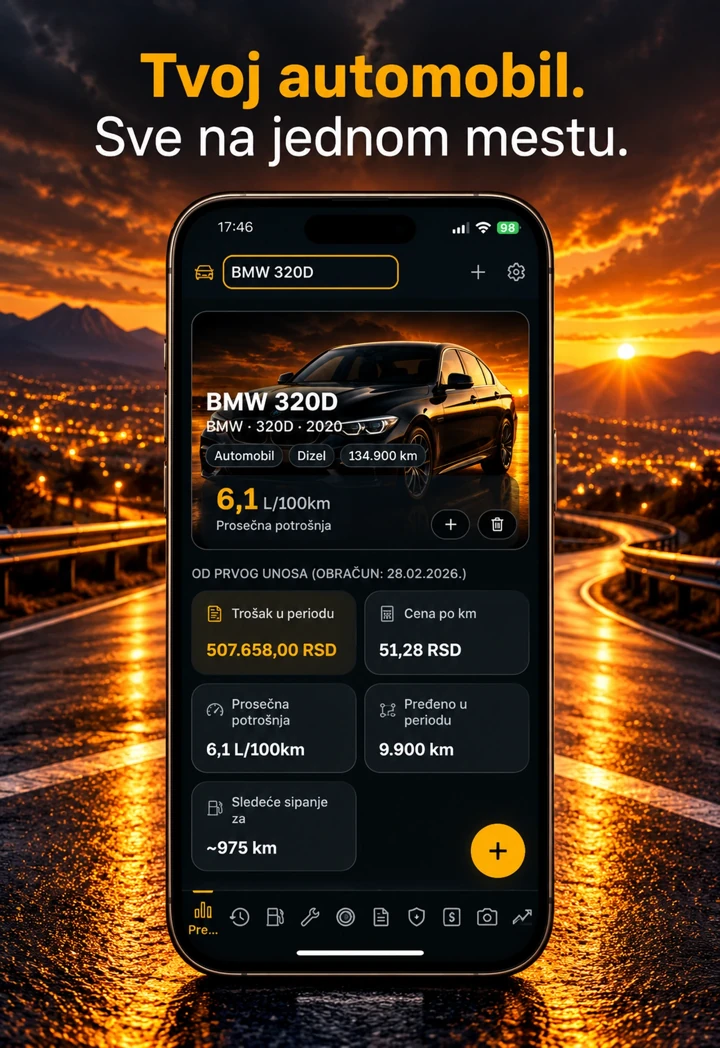 Tvoj automobil.
Sve na jednom mestu.
17:46
98
BMW 320D
BMW 320D
BMW · 320D · 2020
Automobil
Dizel
134.900 km
6,1 L/100km
Prosečna potrošnja
OD PRVOG UNOSA (OBRAČUN: 28.02.2026.)
Trošak u periodu
507.658,00 RSD
Cena po km
51,28 RSD
Prosečna
potrošnja
6,1 L/100km
Pređeno u
periodu
9.900 km
Sledeće sipanje
za
~975 km
Pre...